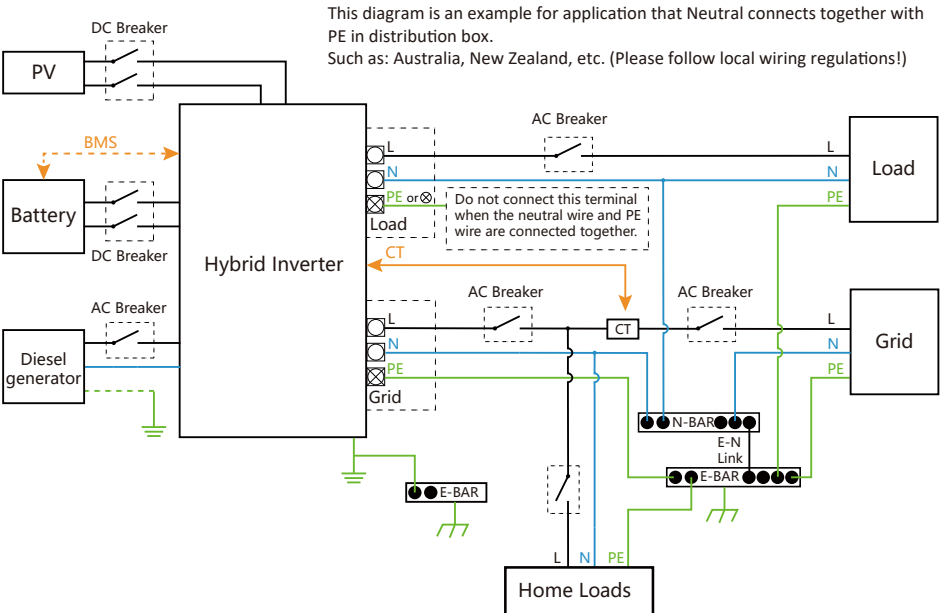 This diagram is an example for application that Neutral connects together with
PE in distribution box.
Such as: Australia, New Zealand, etc. (Please follow local wiring regulations!)
DC Breaker
PV
BMS
Battery
DC Breaker
AC Breaker
Diesel
generator
Hybrid Inverter
L
N
PE or
Load
Do not connect this terminal
when the neutral wire and PE
wire are connected together.
AC Breaker
L
N
PE
Load
CT
AC Breaker
CT
AC Breaker
L
N
PE
Grid
L
N
PE
Grid
N-BAR
E-N
Link
E-BAR
E-BAR
L
N
PE
Home Loads